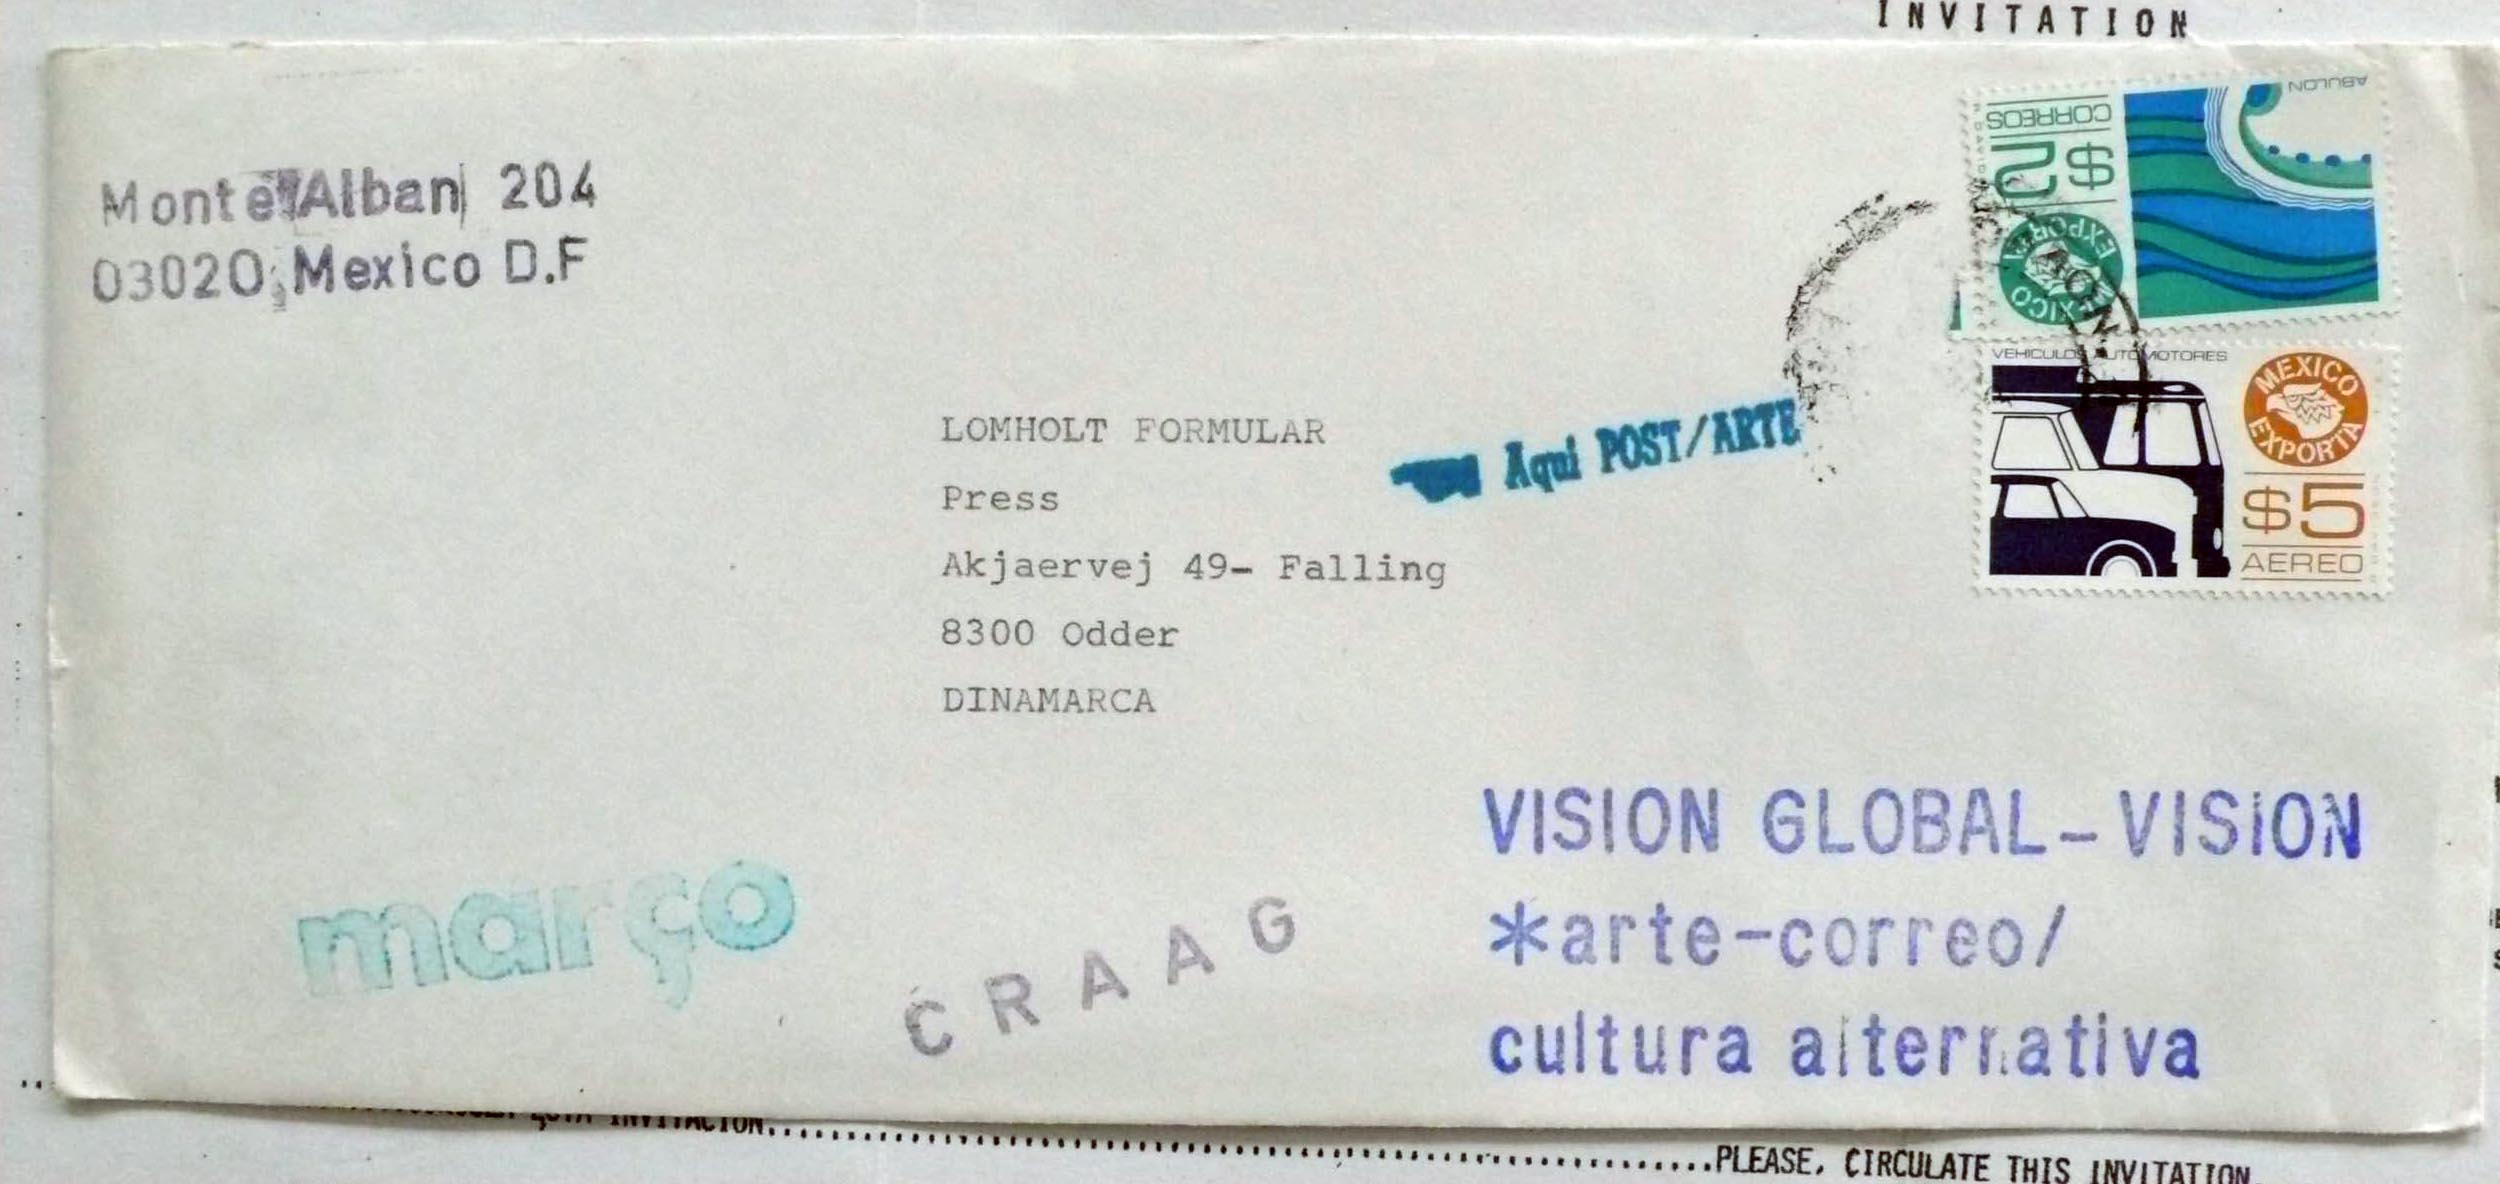 INVITATION
Monte Alban 204
03020 Mexico D.F
ABULON
CORREOS
$2
MEXICO EXPORTA
VEHICULOS AUTOMOTORES
MEXICO EXPORTA
$5
AEREO
LOMHOLT FORMULAR
Aqui POST/ARTE
Press
Akjaervej 49- Falling
8300 Odder
DINAMARCA
VISION GLOBAL-VISION
*arte-correo/
cultura alternativa
março
CRAAG
INVITACION
PLEASE, CIRCULATE THIS INVITATION